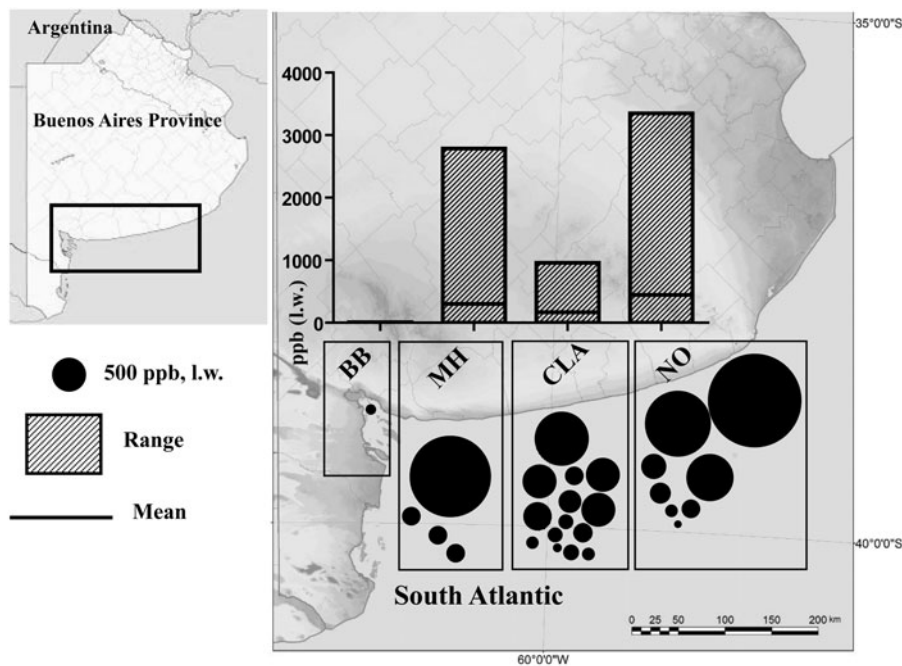 Argentina
Buenos Aires Province
500 ppb, l.w.
Range
Mean
35°0'0"S
4000
3000
2000
1000
0
ppb (l.w.)
BB
MH
CLA
NO
40°0'0"S
South Atlantic
0 25 50 100 150 200 km
60°0'0"W